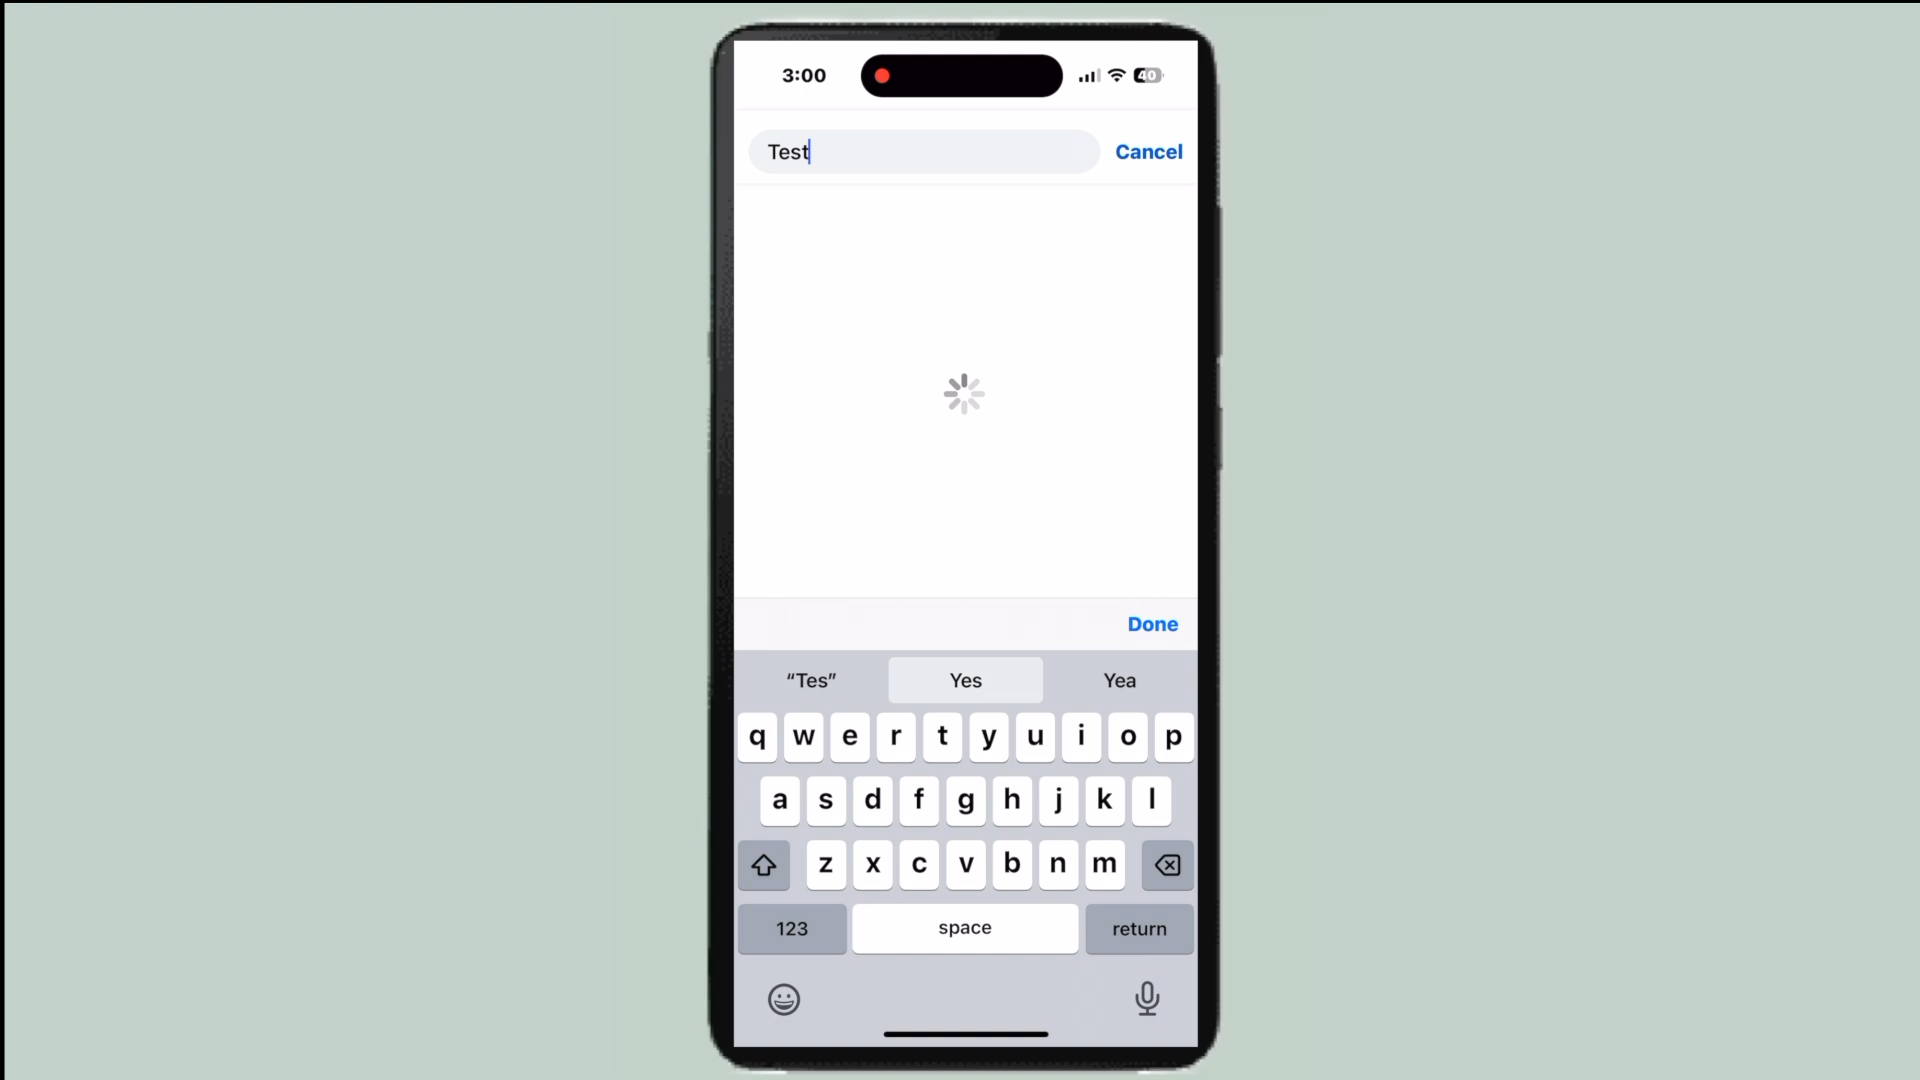 3:00 40
Test Cancel
Done
“Tes” Yes Yea
q w e r t y u i o p
a s d f g h j k l
z x c v b n m
123 space return